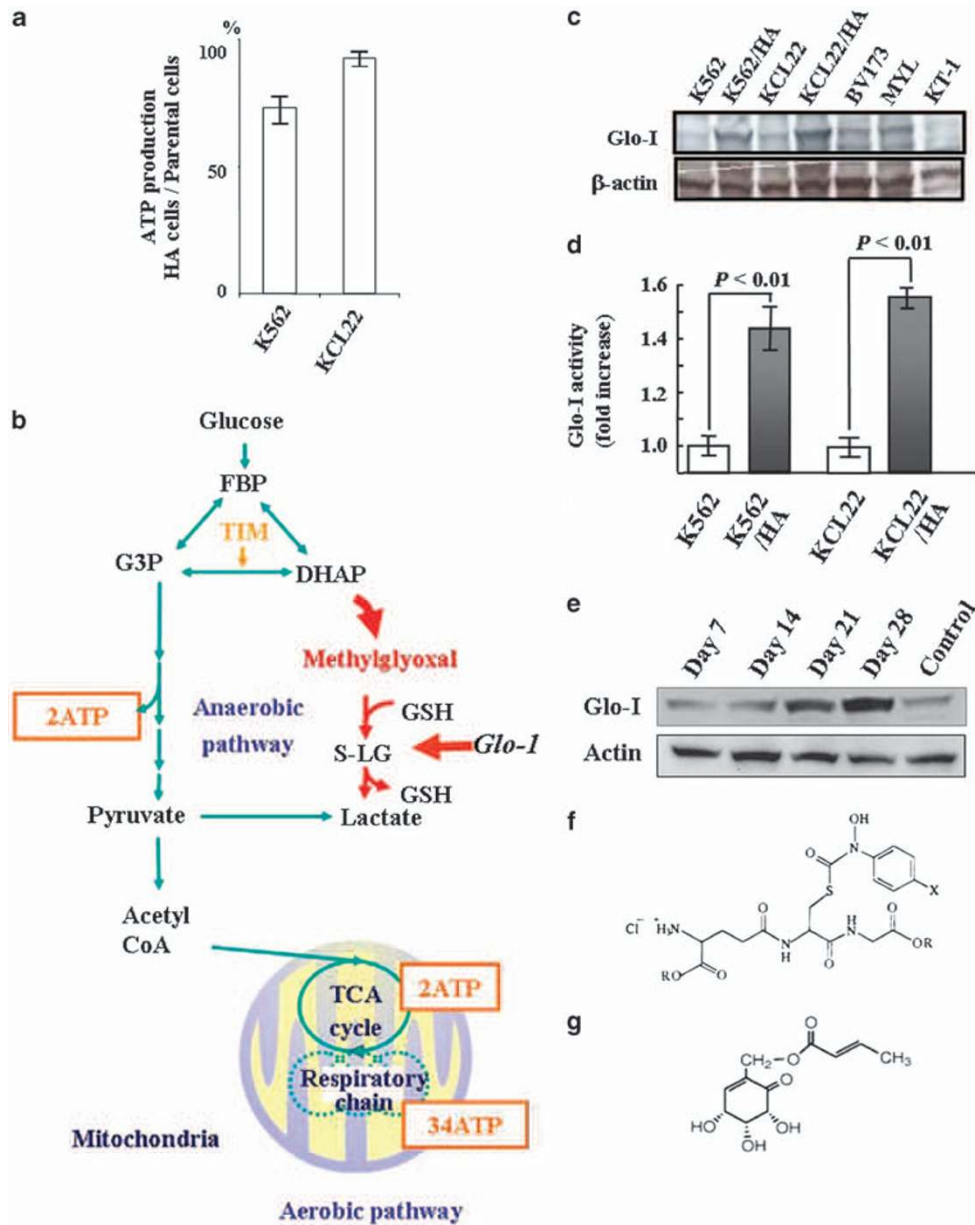 a
%
100
50
0
ATP production
HA cells / Parental cells
K562
KCL22
b
Glucose
FBP
TIM
G3P
DHAP
Methylglyoxal
2ATP
Anaerobic
pathway
GSH
S-LG
Glo-1
GSH
Pyruvate
Lactate
Acetyl
CoA
TCA
cycle
2ATP
Respiratory
chain
34ATP
Mitochondria
Aerobic pathway
c
K562
K562/HA
KCL22
KCL22/HA
BV173
MYL
KT-1
Glo-I
β-actin
d
P < 0.01
P < 0.01
1.6
1.4
1.2
1.0
Glo-I activity
(fold increase)
K562
K562
/HA
KCL22
KCL22
/HA
e
Day 7
Day 14
Day 21
Day 28
Control
Glo-I
Actin
f
OH
O
N
S
X
Cl⁻
⁺H₃N
O
N
H
H
N
O
O
OR
RO
O
g
O
CH₂
O
CH₃
O
HO
OH
OH